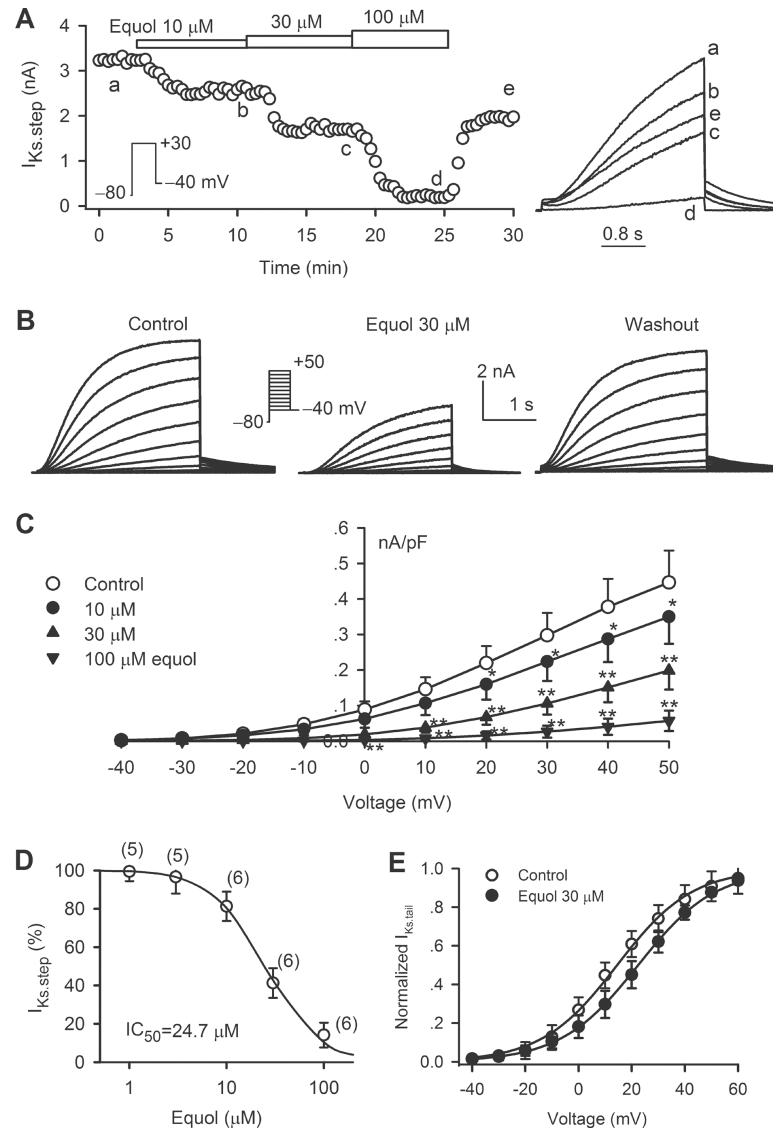 A
Equol 10 μM
30 μM
100 μM
4
3
2
1
0
I_Ks.step (nA)
a
b
c
d
e
+30
−80
−40 mV
0 5 10 15 20 25 30
Time (min)
a
b
e
c
d
0.8 s
B
Control
Equol 30 μM
Washout
+50
−80
−40 mV
2 nA
1 s
C
nA/pF
Control
10 μM
30 μM
100 μM equol
.6
.5
.4
.3
.2
.1
0.0
* * * *
** ** ** ** **
** ** ** ** ** **
-40 -30 -20 -10 0 10 20 30 40 50
Voltage (mV)
D
(5) (5) (6) (6) (6)
100
80
60
40
20
0
I_Ks.step (%)
IC50=24.7 μM
1 10 100
Equol (μM)
E
Control
Equol 30 μM
1.0
.8
.6
.4
.2
0.0
Normalized I_Ks.tail
-40 -20 0 20 40 60
Voltage (mV)